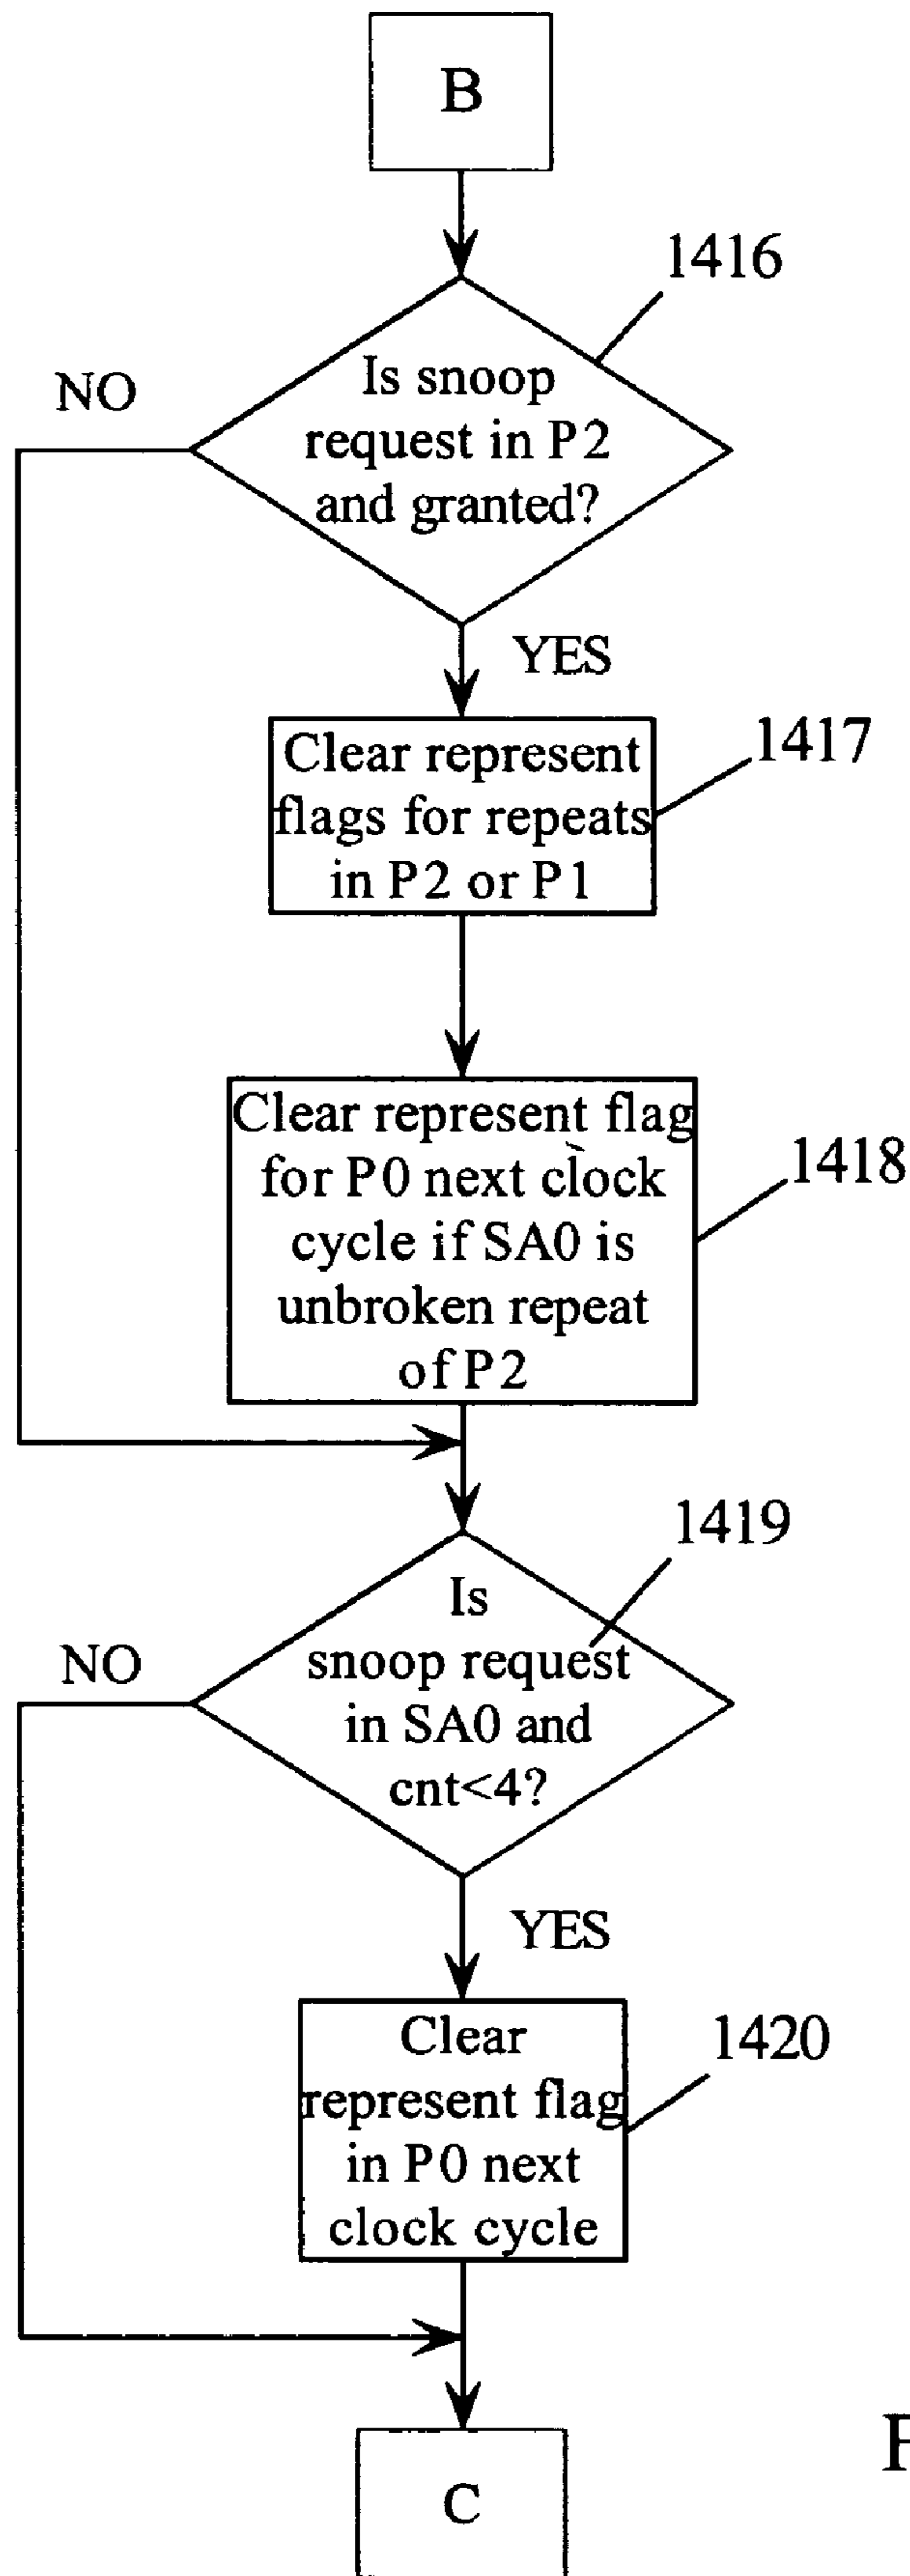 B
1416
NO
Is snoop
request in P2
and granted?
YES
1417
Clear represent
flags for repeats
in P2 or P1
1418
Clear represent flag
for P0 next clock
cycle if SA0 is
unbroken repeat
of P2
1419
NO
Is
snoop request
in SA0 and
cnt<4?
YES
1420
Clear
represent flag
in P0 next
clock cycle
C